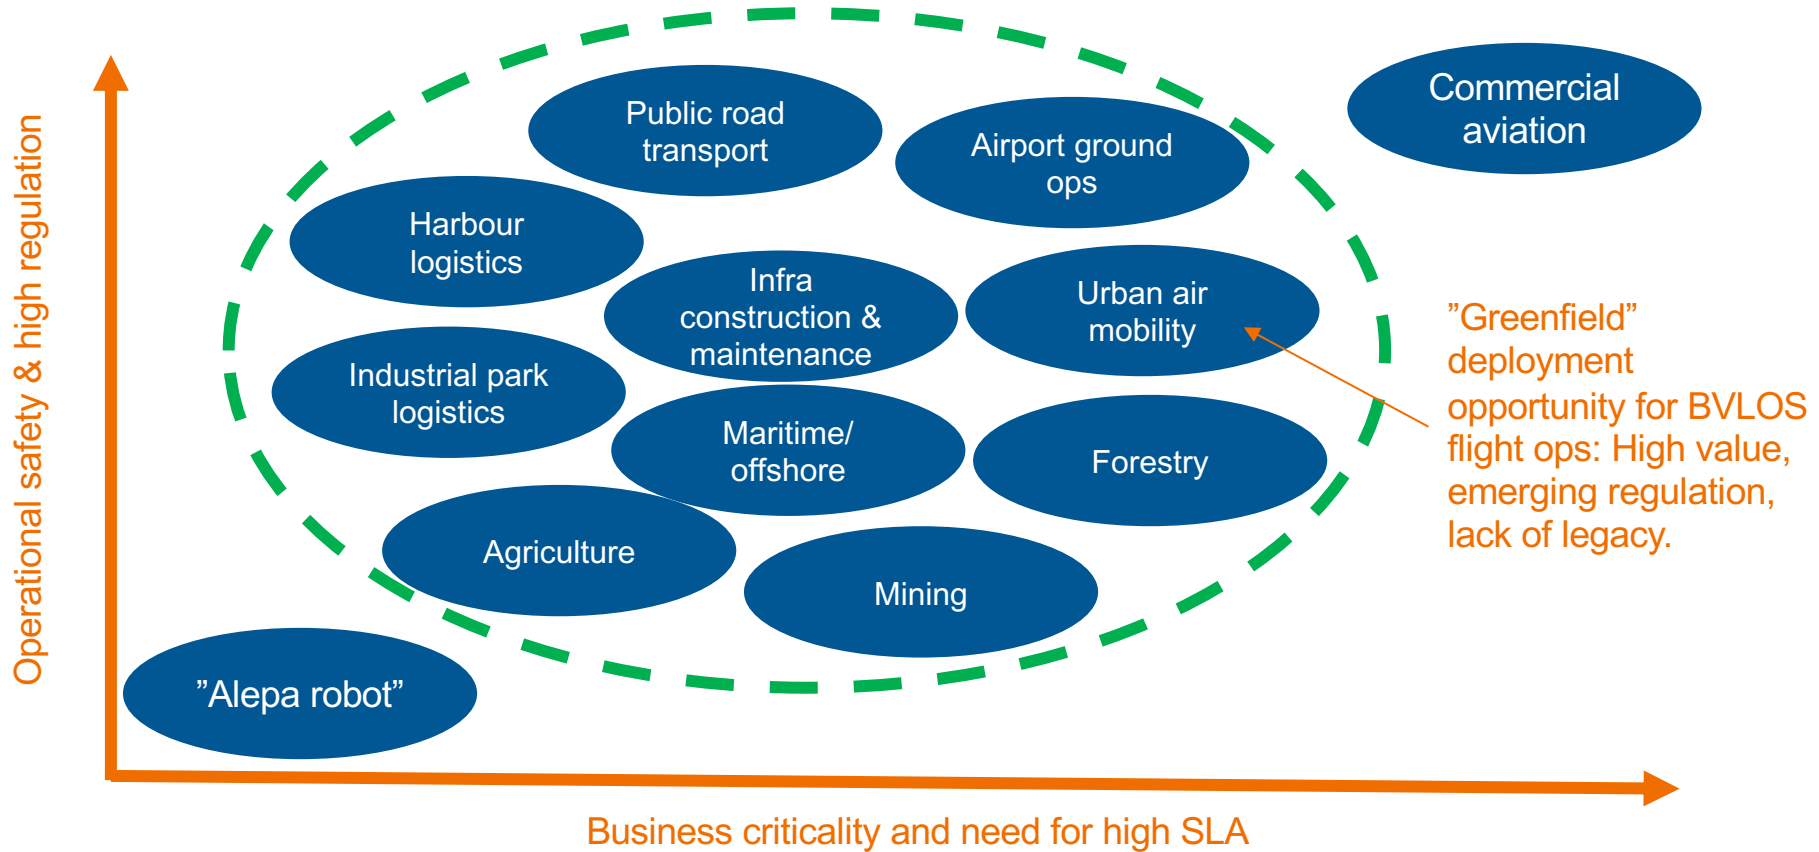 Operational safety & high regulation
Public road
transport
Airport ground
ops
Commercial
aviation
Harbour
logistics
Infra
construction &
maintenance
Urban air
mobility
Industrial park
logistics
Maritime/
offshore
Forestry
Agriculture
Mining
”Alepa robot”
”Greenfield”
deployment
opportunity for BVLOS
flight ops: High value,
emerging regulation,
lack of legacy.
Business criticality and need for high SLA